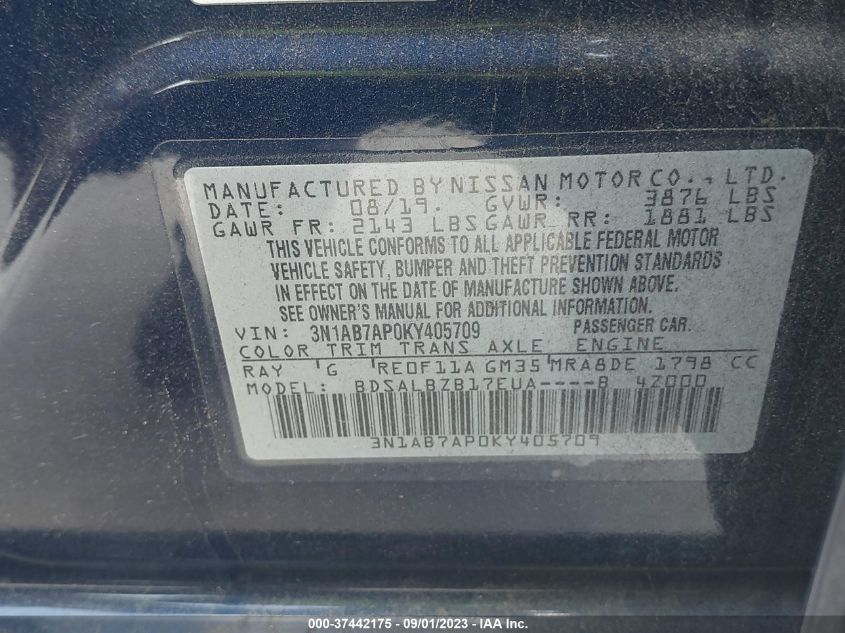 MANUFACTURED BY NISSAN MOTOR CO., LTD.
DATE: 08/19. GVWR: 3876 LBS
GAWR FR: 2143 LBS GAWR RR: 1881 LBS
THIS VEHICLE CONFORMS TO ALL APPLICABLE FEDERAL MOTOR
VEHICLE SAFETY, BUMPER AND THEFT PREVENTION STANDARDS
IN EFFECT ON THE DATE OF MANUFACTURE SHOWN ABOVE.
SEE OWNER'S MANUAL FOR ADDITIONAL INFORMATION.
VIN: 3N1AB7AP0KY405709 PASSENGER CAR.
COLOR TRIM TRANS AXLE ENGINE
RAY G RE0F11A GM35 MRA8DE 1798 CC
MODEL: BDSALBZB17EUA----B 4Z000
3N1AB7AP0KY405709
000-37442175 - 09/01/2023 - IAA Inc.